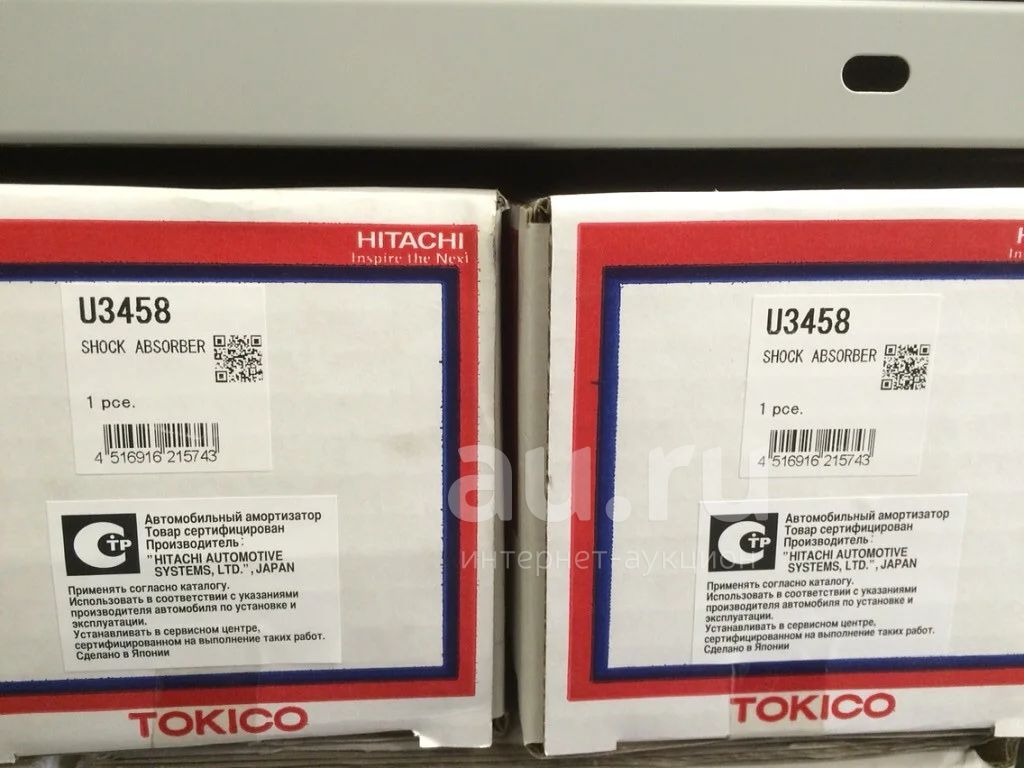 HITACHI
Inspire the Next
U3458
SHOCK ABSORBER
1 pce.
4 516916 215743
СТР
Автомобильный амортизатор
Товар сертифицирован
Производитель:
"HITACHI AUTOMOTIVE
SYSTEMS, LTD.", JAPAN
Применять согласно каталогу.
Использовать в соответствии с указаниями
производителя автомобиля по установке и
эксплуатации.
Устанавливать в сервисном центре,
сертифицированном на выполнение таких работ.
Сделано в Японии
TOKICO
U3458
SHOCK ABSORBER
1 pce.
4 516916 215743
СТР
Автомобильный амортизатор
Товар сертифицирован
Производитель:
"HITACHI AUTOMOTIVE
SYSTEMS, LTD.", JAPAN
Применять согласно каталогу.
Использовать в соответствии с указаниями
производителя автомобиля по установке и
эксплуатации.
Устанавливать в сервисном центре,
сертифицированном на выполнение таких работ.
Сделано в Японии
TOKICO
au.ru
интернет-аукцион